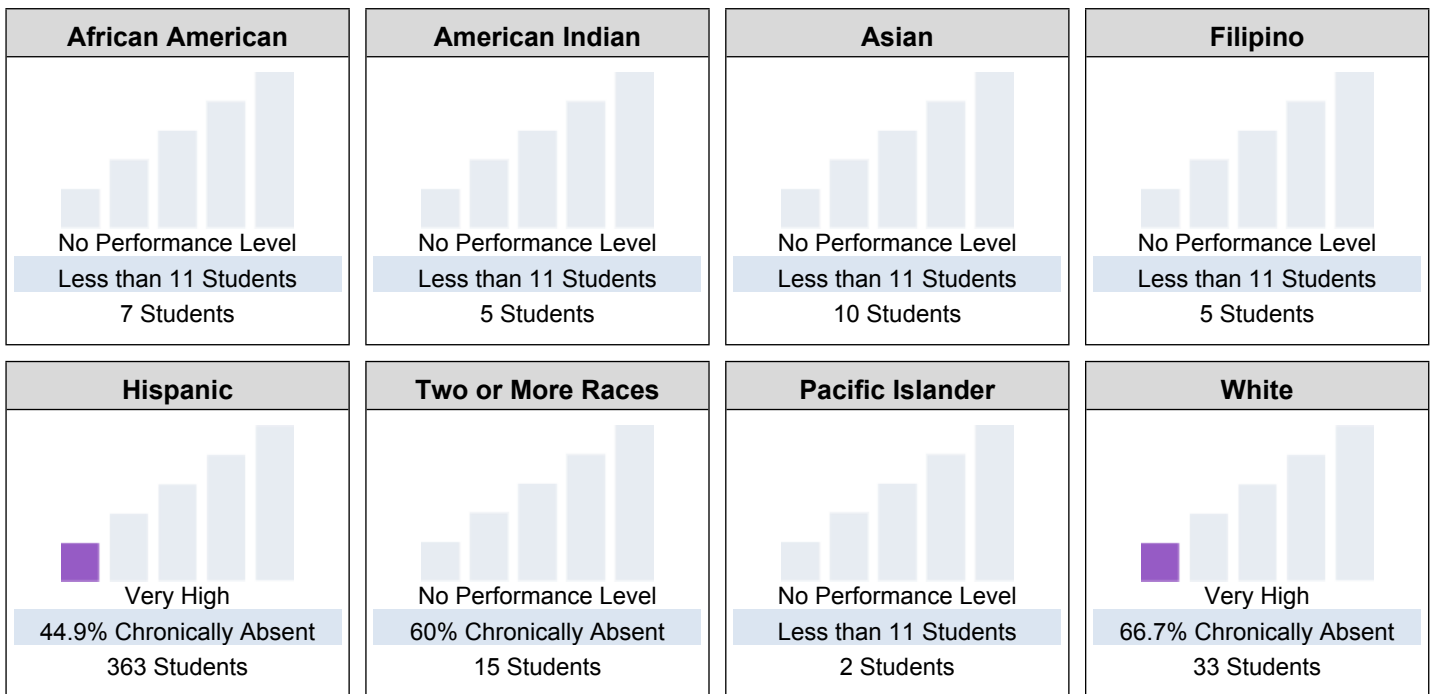 African American
No Performance Level
Less than 11 Students
7 Students
American Indian
No Performance Level
Less than 11 Students
5 Students
Asian
No Performance Level
Less than 11 Students
10 Students
Filipino
No Performance Level
Less than 11 Students
5 Students
Hispanic
Very High
44.9% Chronically Absent
363 Students
Two or More Races
No Performance Level
60% Chronically Absent
15 Students
Pacific Islander
No Performance Level
Less than 11 Students
2 Students
White
Very High
66.7% Chronically Absent
33 Students